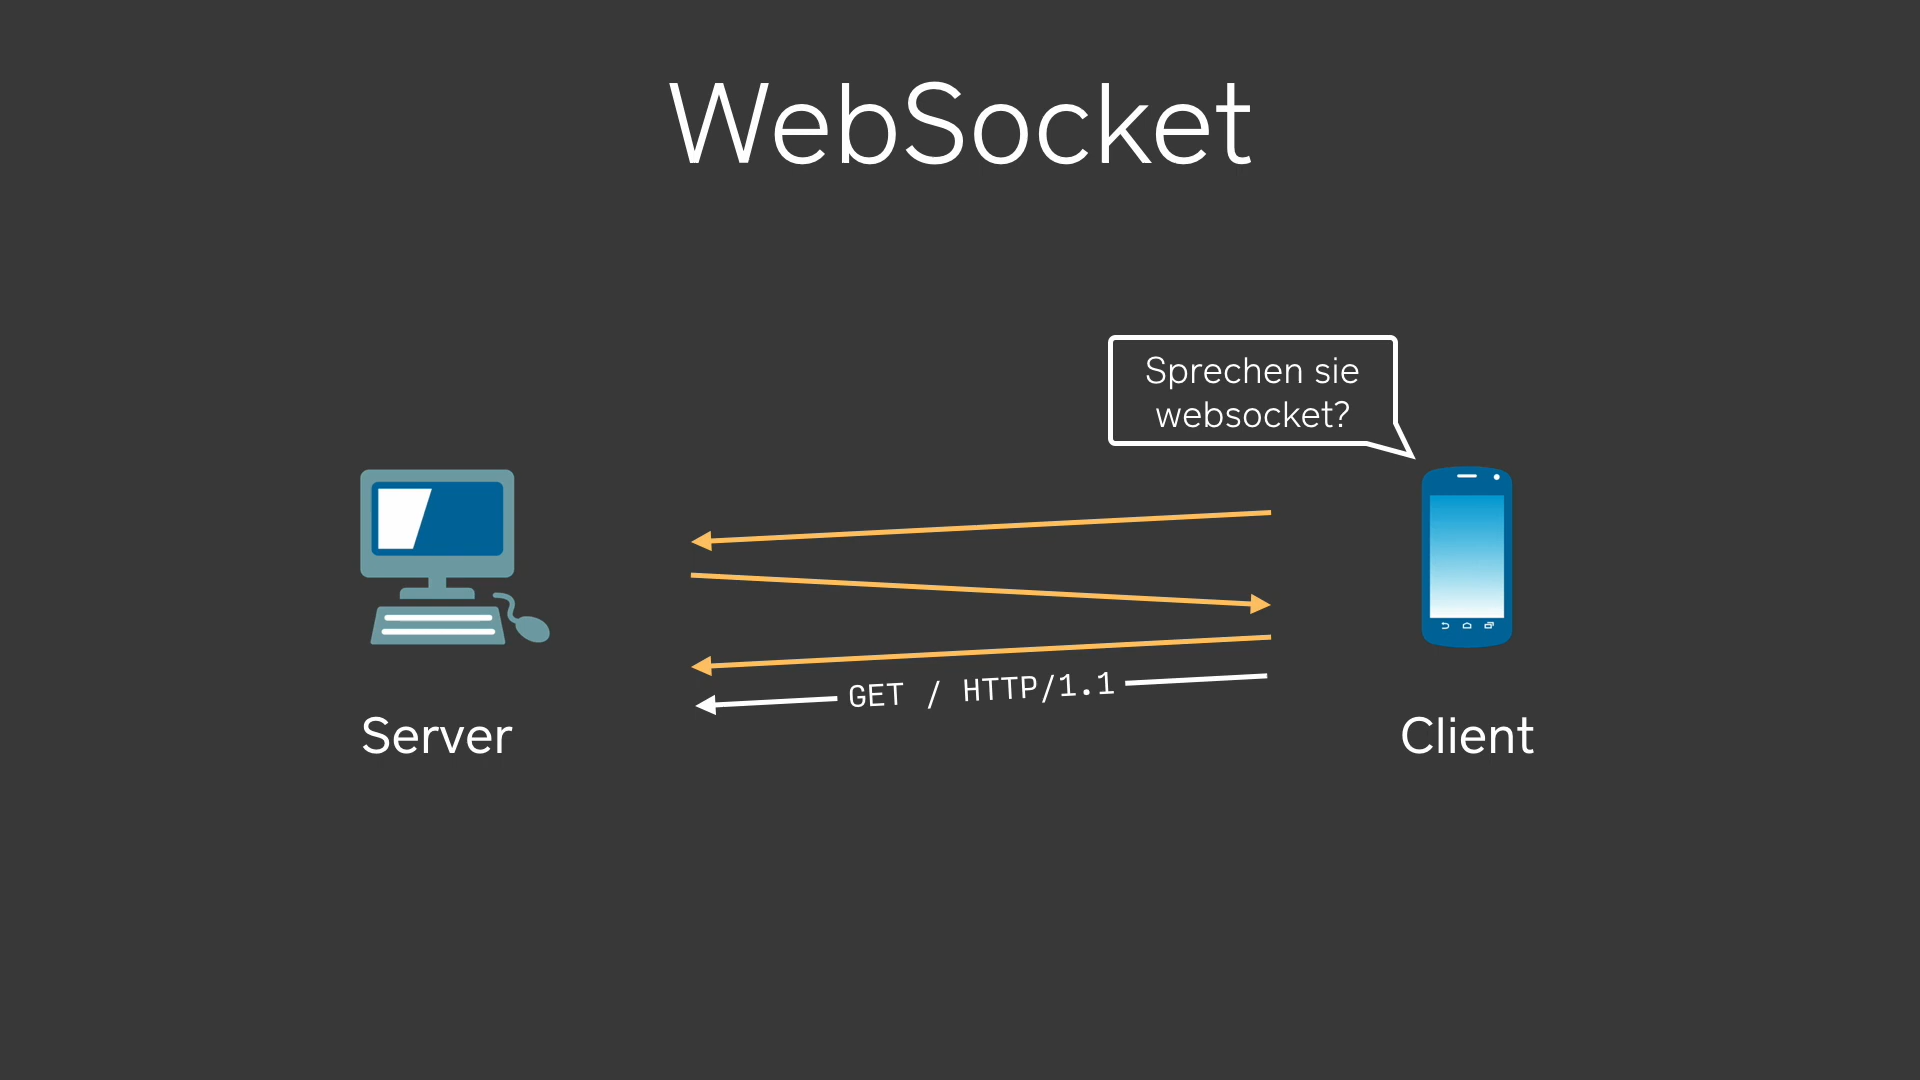 WebSocket
Sprechen sie
websocket?
GET / HTTP/1.1
Server
Client